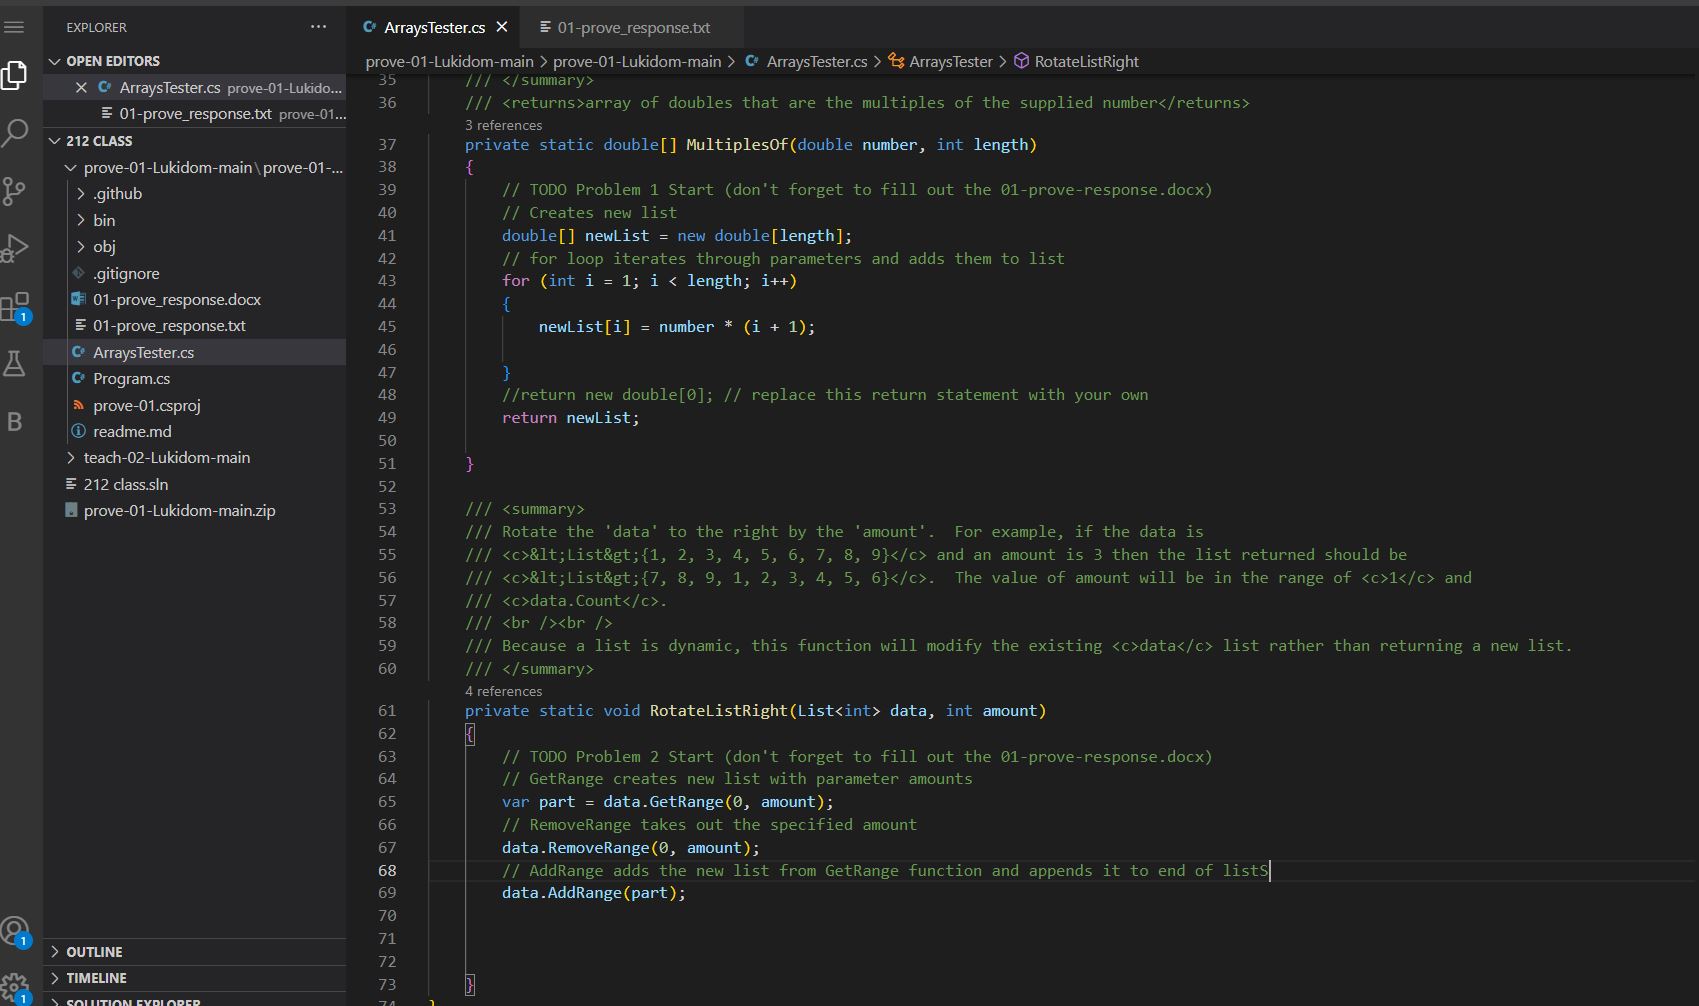 EXPLORER
OPEN EDITORS
ArraysTester.cs prove-01-Lukido...
01-prove_response.txt prove-01...
212 CLASS
prove-01-Lukidom-main\prove-01-...
.github
bin
obj
.gitignore
01-prove_response.docx
01-prove_response.txt
ArraysTester.cs
Program.cs
prove-01.csproj
readme.md
teach-02-Lukidom-main
212 class.sln
prove-01-Lukidom-main.zip
OUTLINE
TIMELINE
SOLUTION EXPLORER
1
B
1
1
ArraysTester.cs
01-prove_response.txt
prove-01-Lukidom-main > prove-01-Lukidom-main > ArraysTester.cs > ArraysTester > RotateListRight
35 /// </summary>
36 /// <returns>array of doubles that are the multiples of the supplied number</returns>
3 references
37 private static double[] MultiplesOf(double number, int length)
38 {
39 // TODO Problem 1 Start (don't forget to fill out the 01-prove-response.docx)
40 // Creates new list
41 double[] newList = new double[length];
42 // for loop iterates through parameters and adds them to list
43 for (int i = 1; i < length; i++)
44 {
45 newList[i] = number * (i + 1);
46
47 }
48 //return new double[0]; // replace this return statement with your own
49 return newList;
50
51 }
52
53 /// <summary>
54 /// Rotate the 'data' to the right by the 'amount'.  For example, if the data is
55 /// <c>&lt;List&gt;{1, 2, 3, 4, 5, 6, 7, 8, 9}</c> and an amount is 3 then the list returned should be
56 /// <c>&lt;List&gt;{7, 8, 9, 1, 2, 3, 4, 5, 6}</c>.  The value of amount will be in the range of <c>1</c> and
57 /// <c>data.Count</c>.
58 /// <br /><br />
59 /// Because a list is dynamic, this function will modify the existing <c>data</c> list rather than returning a new list.
60 /// </summary>
4 references
61 private static void RotateListRight(List<int> data, int amount)
62 {
63 // TODO Problem 2 Start (don't forget to fill out the 01-prove-response.docx)
64 // GetRange creates new list with parameter amounts
65 var part = data.GetRange(0, amount);
66 // RemoveRange takes out the specified amount
67 data.RemoveRange(0, amount);
68 // AddRange adds the new list from GetRange function and appends it to end of listS
69 data.AddRange(part);
70
71
72
73 }
74 }